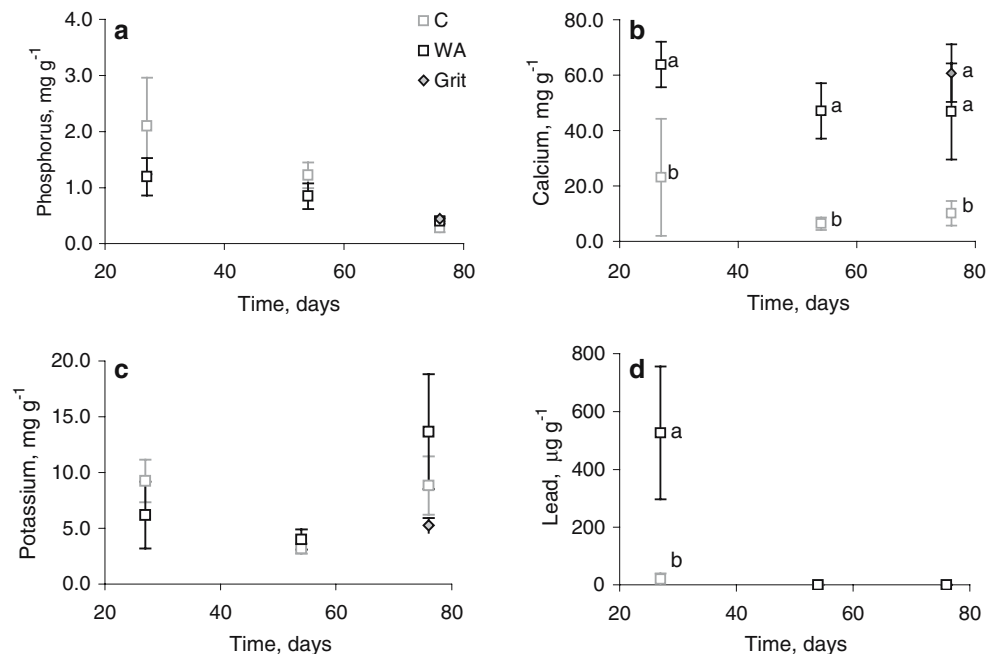 a
C
WA
Grit
Phosphorus, mg g⁻¹
4.0
3.0
2.0
1.0
0.0
20 40 60 80
Time, days
b
Calcium, mg g⁻¹
80.0
60.0
40.0
20.0
0.0
a
b
a
b
a
a
b
20 40 60 80
Time, days
c
Potassium, mg g⁻¹
20.0
15.0
10.0
5.0
0.0
20 40 60 80
Time, days
d
Lead, µg g⁻¹
800
600
400
200
0
a
b
20 40 60 80
Time, days